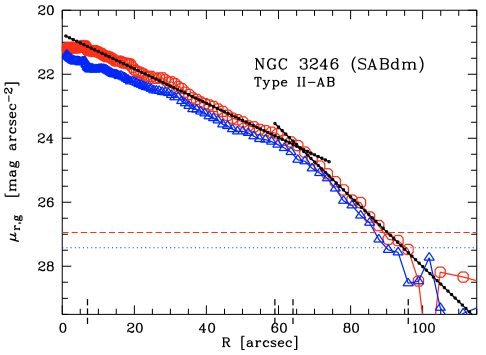 20
22
24
26
28
μr,g [mag arcsec−2]
NGC 3246 (SABdm)
Type II−AB
0 20 40 60 80 100
R [arcsec]